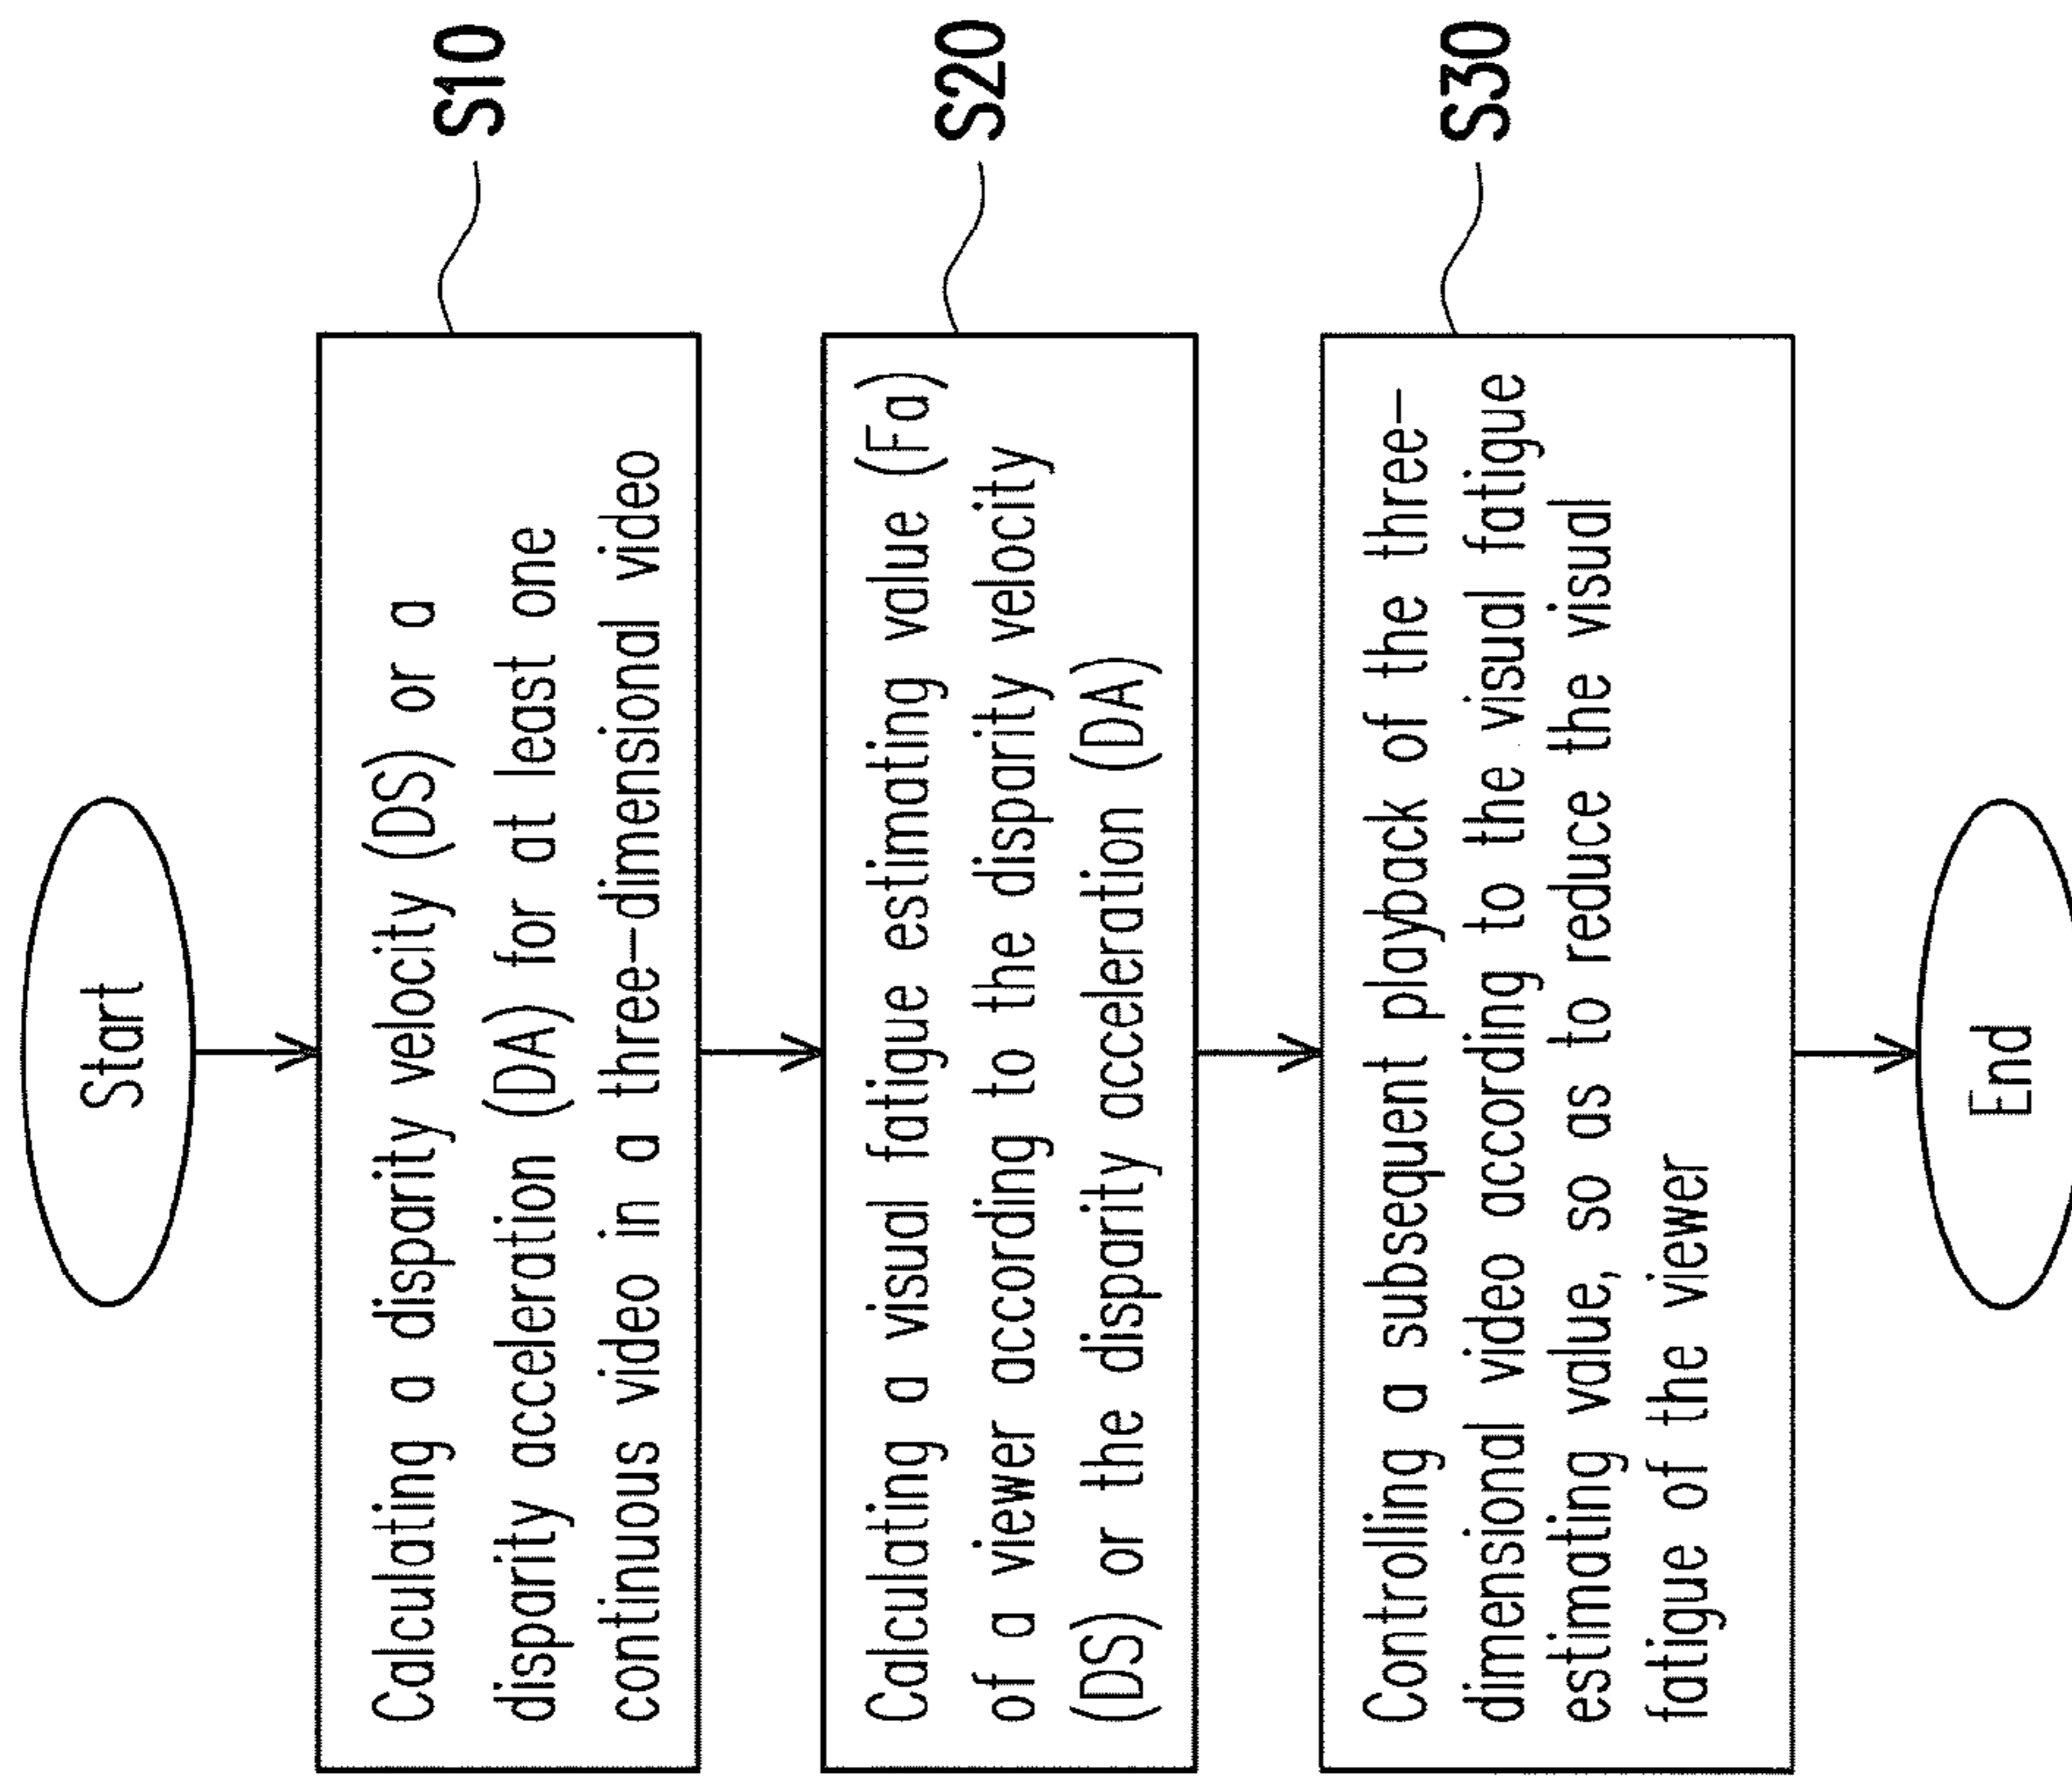 Start
Calculating a disparity velocity (DS) or a
disparity acceleration (DA) for at least one
continuous video in a three-dimensional video
S10
Calculating a visual fatigue estimating value (Fa)
of a viewer according to the disparity velocity
(DS) or the disparity acceleration (DA)
S20
Controlling a subsequent playback of the three-
dimensional video according to the visual fatigue
estimating value, so as to reduce the visual
fatigue of the viewer
S30
End